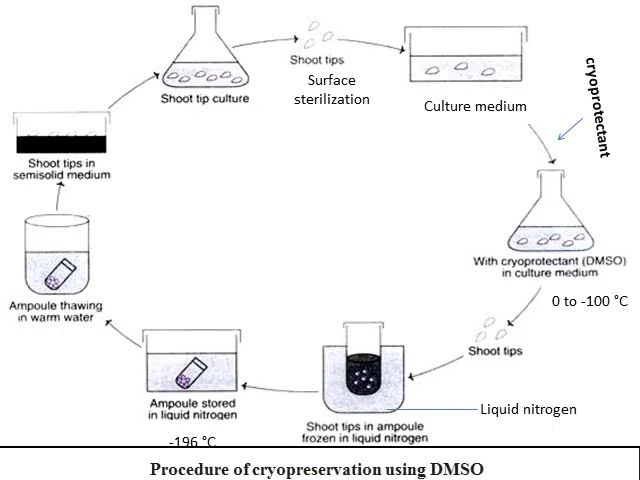 Shoot tip culture
Shoot tips
Surface
sterilization
Culture medium
cryoprotectant
With cryoprotectant (DMSO)
in culture medium
0 to -100 °C
Shoot tips
Liquid nitrogen
Shoot tips in ampoule
frozen in liquid nitrogen
Ampoule stored
in liquid nitrogen
-196 °C
Ampoule thawing
in warm water
Shoot tips in
semisolid medium
Procedure of cryopreservation using DMSO